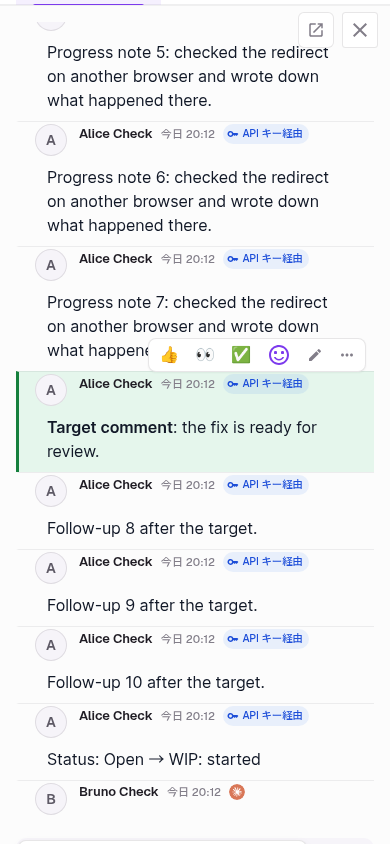 Progress note 5: checked the redirect
on another browser and wrote down
what happened there.
A Alice Check 今日 20:12 API キー経由
Progress note 6: checked the redirect
on another browser and wrote down
what happened there.
A Alice Check 今日 20:12 API キー経由
Progress note 7: checked the redirect
on another browser and wrote down
what happene
A Alice Check 今日 20:12 API キー経由
Target comment: the fix is ready for
review.
A Alice Check 今日 20:12 API キー経由
Follow-up 8 after the target.
A Alice Check 今日 20:12 API キー経由
Follow-up 9 after the target.
A Alice Check 今日 20:12 API キー経由
Follow-up 10 after the target.
A Alice Check 今日 20:12 API キー経由
Status: Open → WIP: started
B Bruno Check 今日 20:12